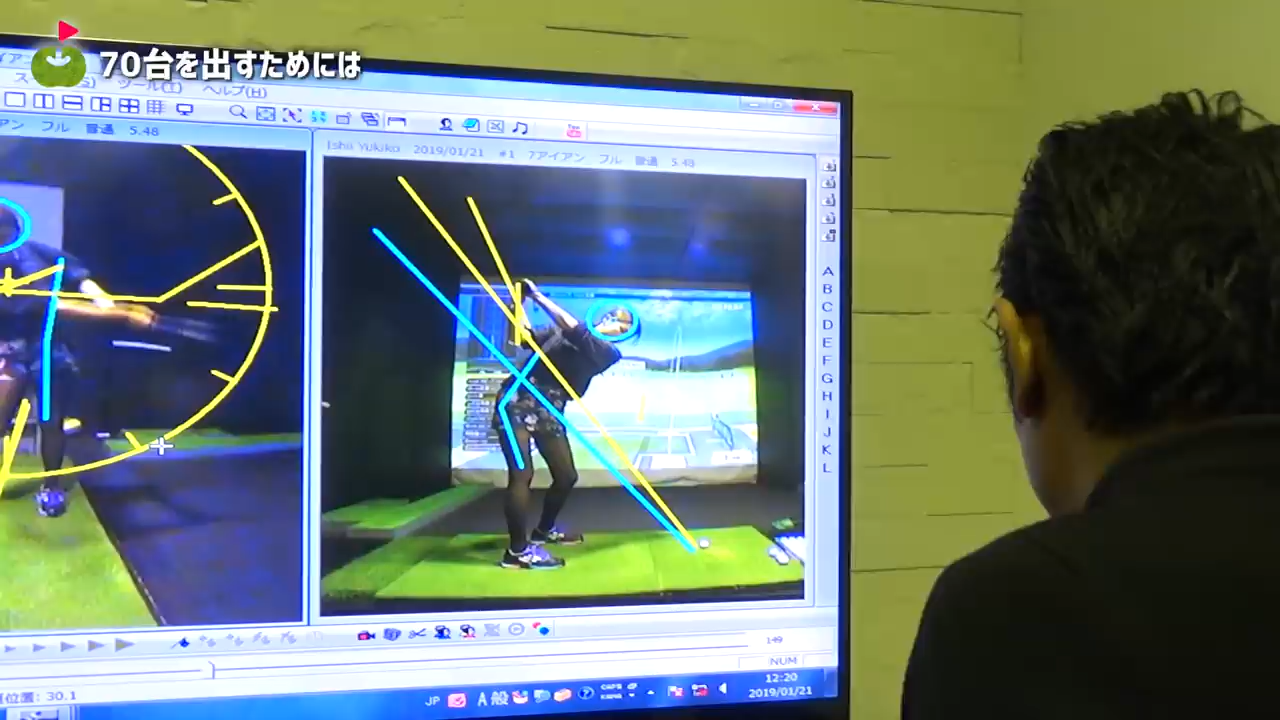 70台を出すためには
ツール(T) ヘルプ(H)
アン フル 普通 5.48
Ishii Yukiko 2019/01/21 #1 7アイアン フル 普通 5.48
A
B
C
D
E
F
G
H
I
J
K
L
149
NUM
位置: 30.1
JP A 般 CAPS KANA
12:20
2019/01/21